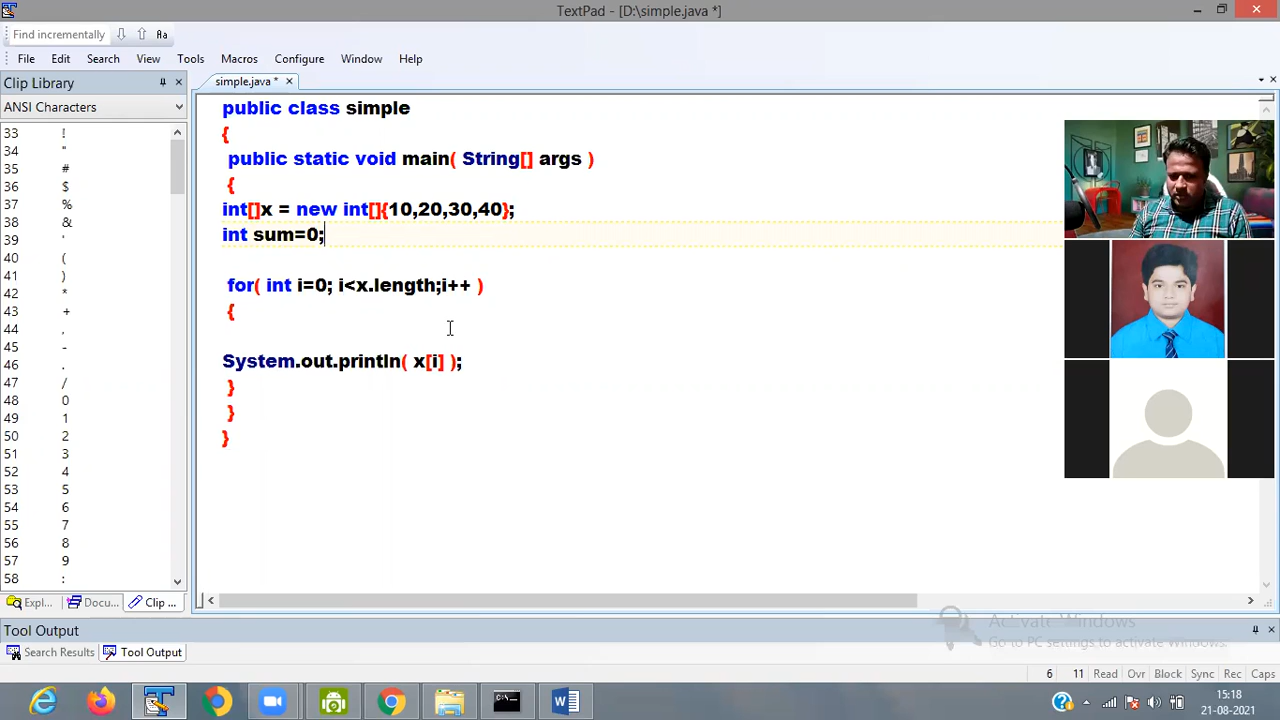 TextPad - [D:\simple.java *]
Find incrementally
File Edit Search View Tools Macros Configure Window Help
Clip Library
simple.java *
ANSI Characters
33 !
34 "
35 #
36 $
37 %
38 &
39 '
40 (
41 )
42 *
43 +
44 ,
45 -
46 .
47 /
48 0
49 1
50 2
51 3
52 4
53 5
54 6
55 7
56 8
57 9
58 :
public class simple
{
public static void main( String[] args )
{
int[]x = new int[]{10,20,30,40};
int sum=0;
for( int i=0; i<x.length;i++ )
{
System.out.println( x[i] );
}
}
}
Expl... Docu... Clip ...
Activate Windows
Go to PC settings to activate Windows.
Tool Output
Search Results Tool Output
6 11 Read Ovr Block Sync Rec Caps
15:18
21-08-2021